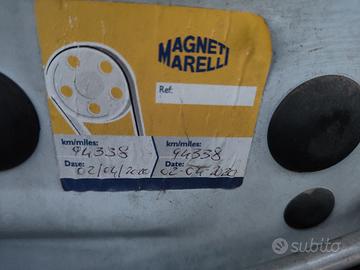 MAGNETI
MARELLI
Ref:
km/miles: km/miles:
94338 94338
Date: Date:
02/04/2020 02-04-2020
subito